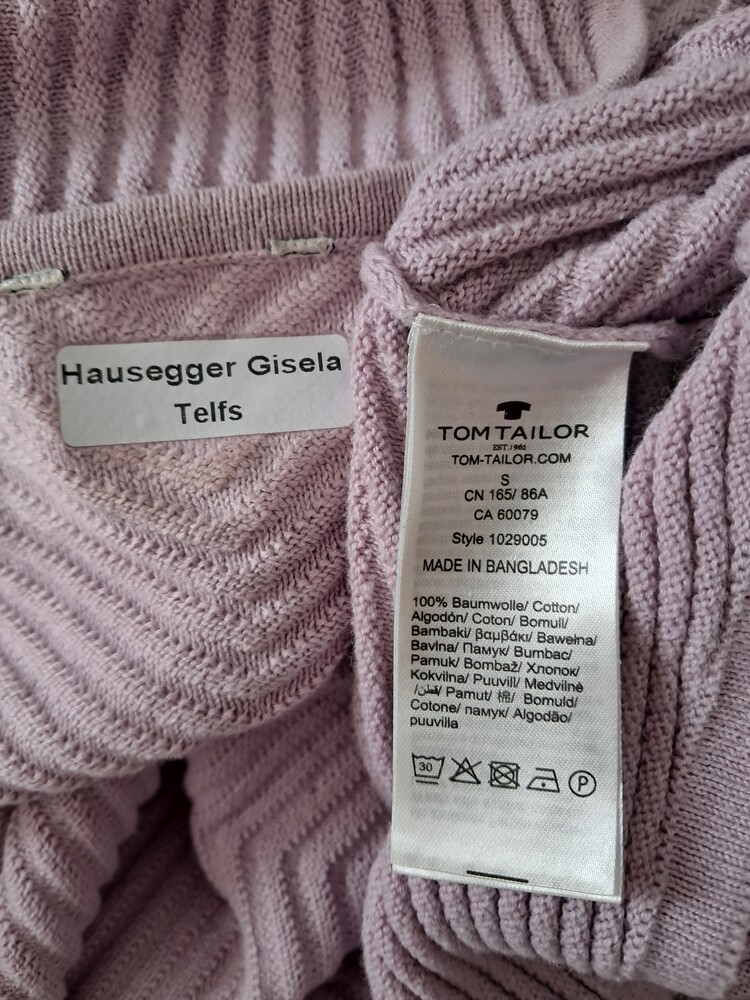 Hausegger Gisela
Telfs
TOM TAILOR
EST. 1962
TOM-TAILOR.COM
S
CN 165/ 86A
CA 60079
Style 1029005
MADE IN BANGLADESH
100% Baumwolle/ Cotton/
Algodón/ Coton/ Bomull/
Bambaki/ βαμβάκι/ Bawełna/
Bavlna/ Памук/ Bumbac/
Pamuk/ Bombaž/ Хлопок/
Kokvilna/ Puuvill/ Medvilnė
/قطن/ Pamut/ 棉/ Bomuld/
Cotone/ памук/ Algodão/
puuvilla
30
P